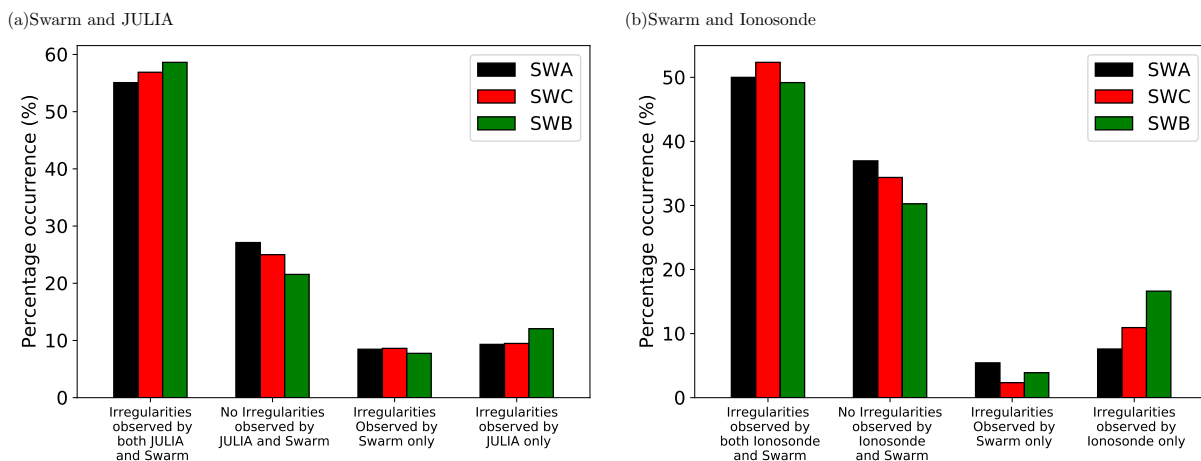 (a)Swarm and JULIA
Percentage occurrence (%)
60
50
40
30
20
10
0
SWA
SWC
SWB
Irregularities
observed by
both JULIA
and Swarm
No Irregularities
observed by
JULIA and Swarm
Irregularities
Observed by
Swarm only
Irregularities
observed by
JULIA only
(b)Swarm and Ionosonde
Percentage occurrence (%)
50
40
30
20
10
0
SWA
SWC
SWB
Irregularities
observed by
both Ionosonde
and Swarm
No Irregularities
observed by
Ionosonde
and Swarm
Irregularities
Observed by
Swarm only
Irregularities
observed by
Ionosonde only